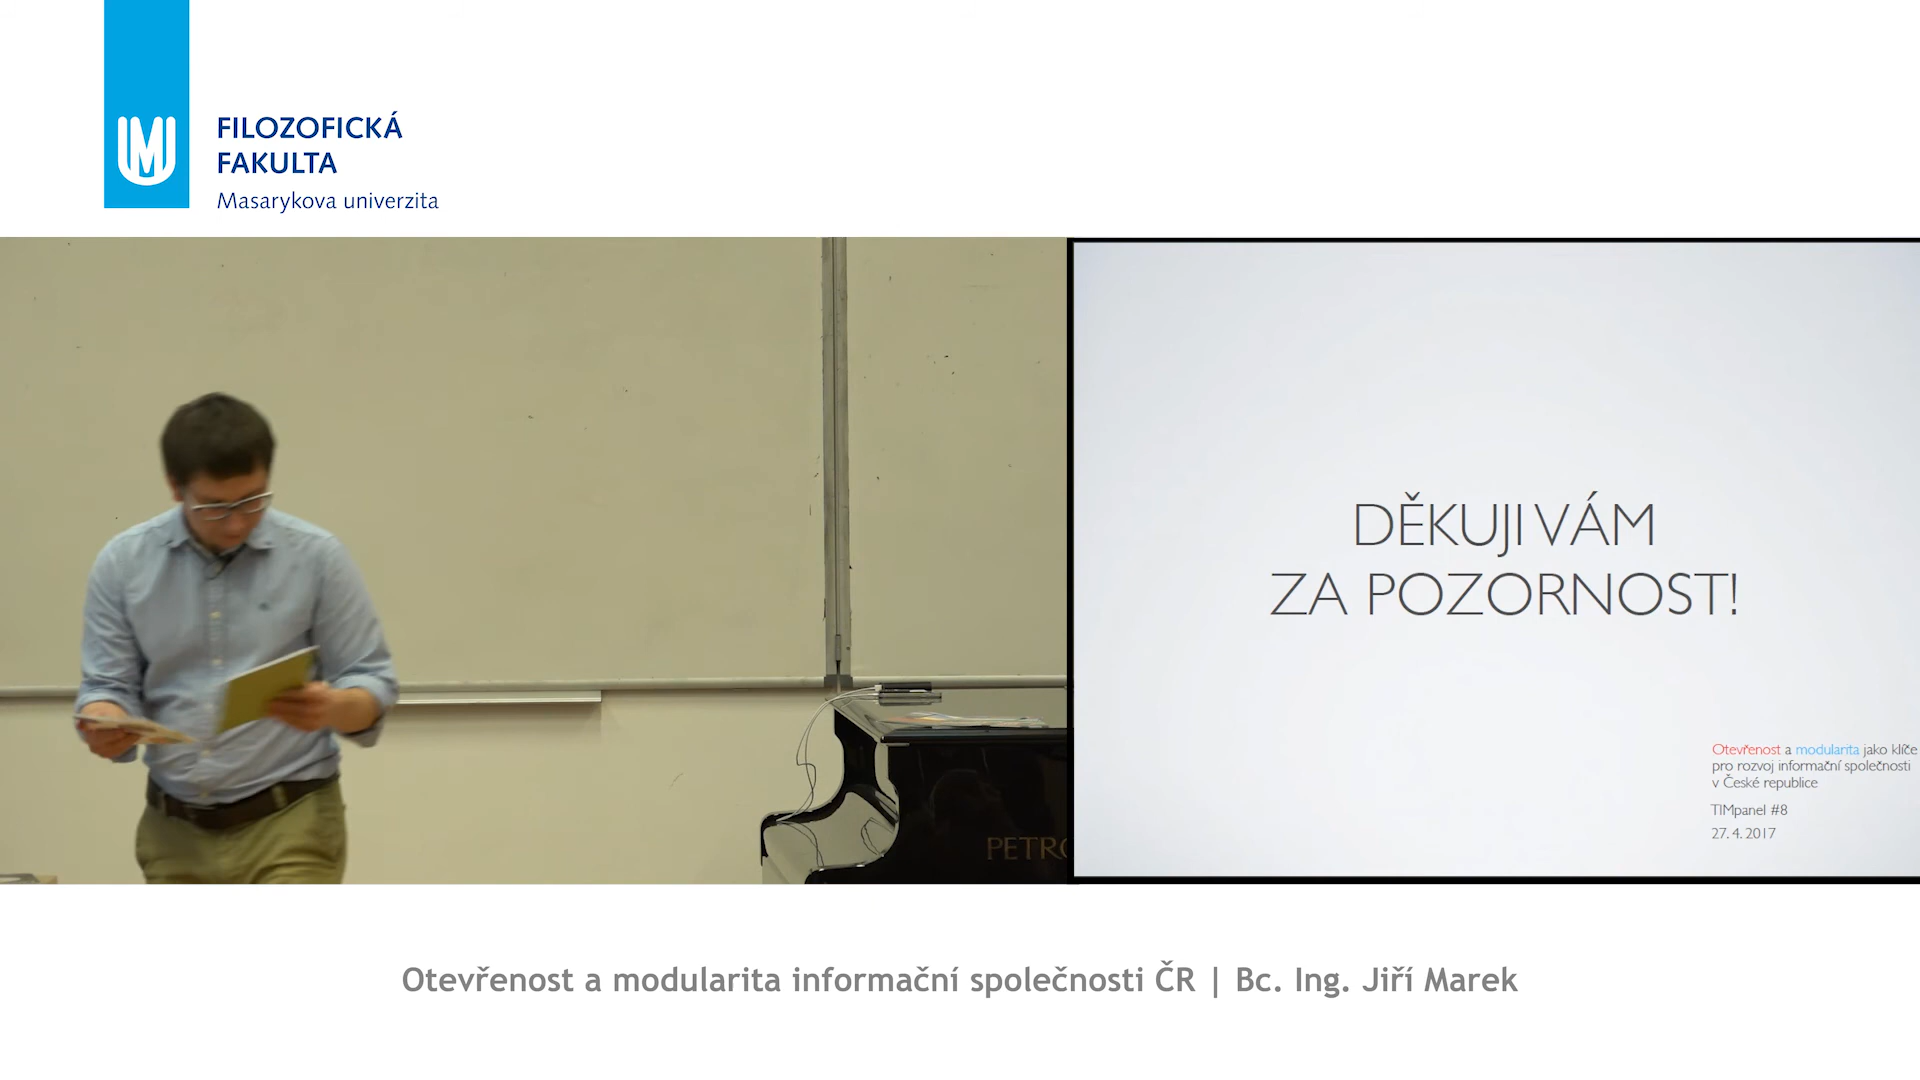 FILOZOFICKÁ
FAKULTA
Masarykova univerzita
DĚKUJI VÁM
ZA POZORNOST!
Otevřenost a modularita jako klíče
pro rozvoj informační společnosti
v České republice
TIMpanel #8
27. 4. 2017
PETRO
Otevřenost a modularita informační společnosti ČR | Bc. Ing. Jiří Marek